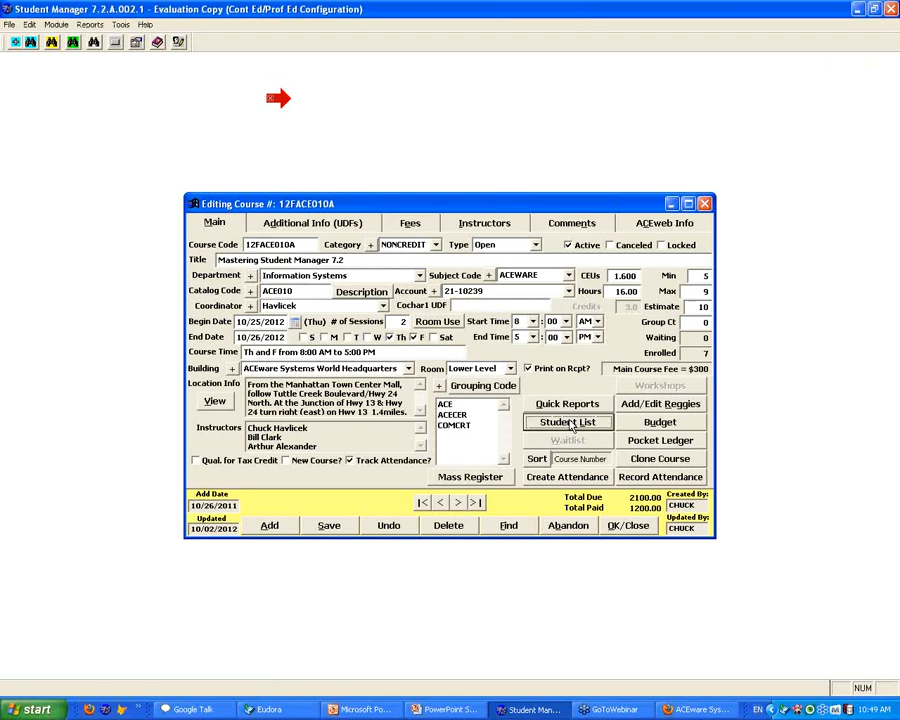 Student Manager 7.2.A.002.1 - Evaluation Copy (Cont Ed/Prof Ed Configuration)
File Edit Module Reports Tools Help
Editing Course #: 12FACE010A
Main Additional Info (UDFs) Fees Instructors Comments ACEweb Info
Course Code 12FACE010A Category + NONCREDIT Type Open Active Canceled Locked
Title Mastering Student Manager 7.2
Department + Information Systems Subject Code + ACEWARE CEUs 1.600 Min 5
Catalog Code + ACE010 Description Account + 21-10239 Hours 16.00 Max 9
Coordinator + Havlicek Cochar1 UDF Credits 3.0 Estimate 10
Begin Date 10/25/2012 (Thu) # of Sessions 2 Room Use Start Time 8 : 00 AM Group Ct 0
End Date 10/26/2012 S M T W Th F Sat End Time 5 : 00 PM Waiting 0
Course Time Th and F from 8:00 AM to 5:00 PM Enrolled 7
Building + ACEware Systems World Headquarters Room Lower Level Print on Rcpt? Main Course Fee = $300
Location Info View
From the Manhattan Town Center Mall,
follow Tuttle Creek Boulevard/Hwy 24
North. At the Junction of Hwy 13 & Hwy
24 turn right (east) on Hwy 13 1.4miles.
+ Grouping Code
ACE
ACECER
COMCRT
Workshops
Quick Reports Add/Edit Reggies
Student List Budget
Waitlist Pocket Ledger
Sort Course Number Clone Course
Instructors
Chuck Havlicek
Bill Clark
Arthur Alexander
Qual. for Tax Credit New Course? Track Attendance?
Mass Register Create Attendance Record Attendance
Add Date
10/26/2011
Updated
10/02/2012
|< < > >|
Total Due 2100.00
Total Paid 1200.00
Created By:
CHUCK
Updated By:
CHUCK
Add Save Undo Delete Find Abandon OK/Close
NUM
start Google Talk Eudora Microsoft Po... PowerPoint S... Student Man... GoToWebinar ACEware Sys... EN 10:49 AM